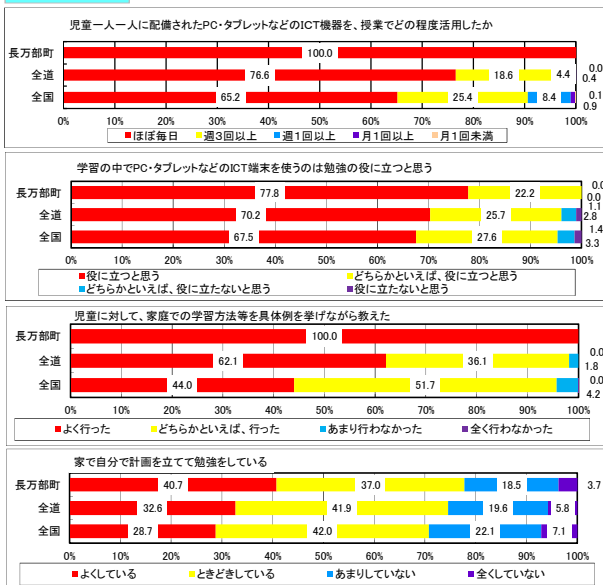 児童一人一人に配備されたPC・タブレットなどのICT機器を、授業でどの程度活用したか
長万部町 100.0
全道 76.6 18.6 4.4 0.0 0.4
全国 65.2 25.4 8.4 0.1 0.9
0% 10% 20% 30% 40% 50% 60% 70% 80% 90% 100%
ほぼ毎日 週3回以上 週1回以上 月1回以上 月1回未満
学習の中でPC・タブレットなどのICT端末を使うのは勉強の役に立つと思う
長万部町 77.8 22.2 0.0 0.0
全道 70.2 25.7 1.1 2.8
全国 67.5 27.6 1.4 3.3
0% 10% 20% 30% 40% 50% 60% 70% 80% 90% 100%
役に立つと思う どちらかといえば、役に立つと思う
どちらかといえば、役に立たないと思う 役に立たないと思う
児童に対して、家庭での学習方法等を具体例を挙げながら教えた
長万部町 100.0
全道 62.1 36.1 0.0 1.8
全国 44.0 51.7 0.0 4.2
0% 10% 20% 30% 40% 50% 60% 70% 80% 90% 100%
よく行った どちらかといえば、行った あまり行わなかった 全く行わなかった
家で自分で計画を立てて勉強をしている
長万部町 40.7 37.0 18.5 3.7
全道 32.6 41.9 19.6 5.8
全国 28.7 42.0 22.1 7.1
0% 10% 20% 30% 40% 50% 60% 70% 80% 90% 100%
よくしている ときどきしている あまりしていない 全くしていない